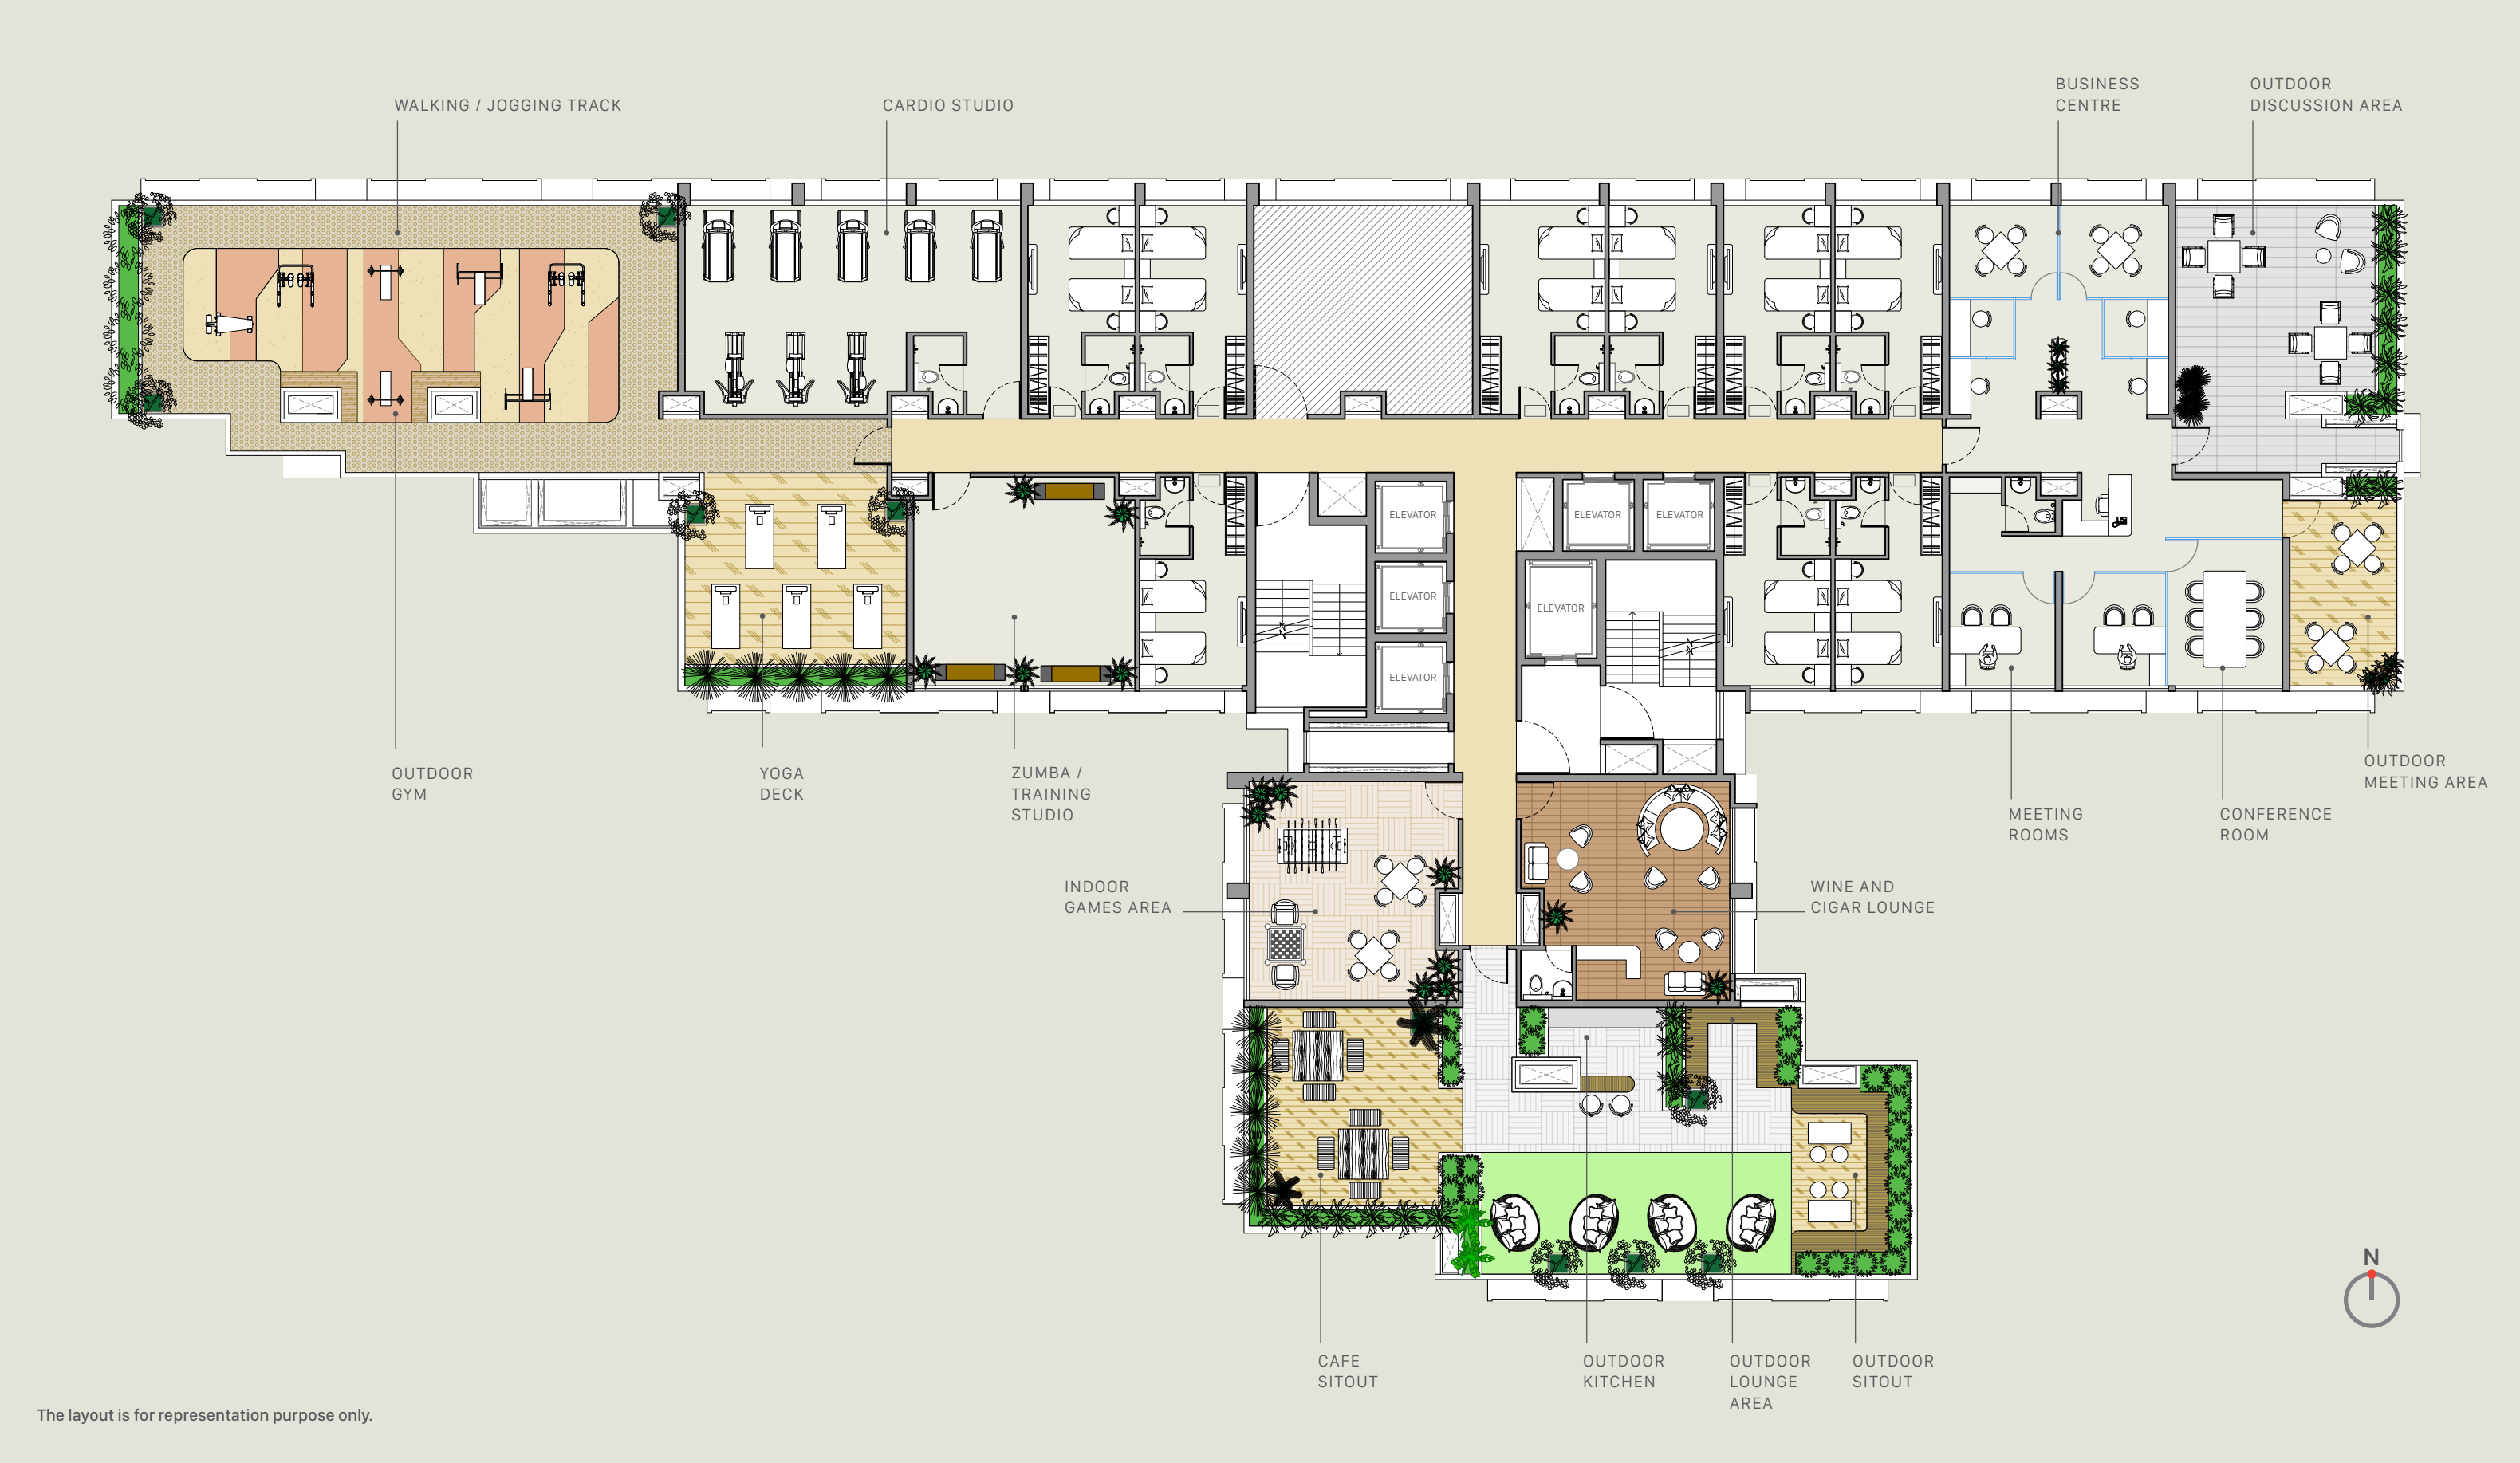 WALKING / JOGGING TRACK
CARDIO STUDIO
BUSINESS
CENTRE
OUTDOOR
DISCUSSION AREA
ELEVATOR
ELEVATOR
ELEVATOR
ELEVATOR
ELEVATOR
ELEVATOR
OUTDOOR
GYM
YOGA
DECK
ZUMBA /
TRAINING
STUDIO
OUTDOOR
MEETING AREA
MEETING
ROOMS
CONFERENCE
ROOM
INDOOR
GAMES AREA
WINE AND
CIGAR LOUNGE
N
CAFE
SITOUT
OUTDOOR
KITCHEN
OUTDOOR
LOUNGE
AREA
OUTDOOR
SITOUT
The layout is for representation purpose only.